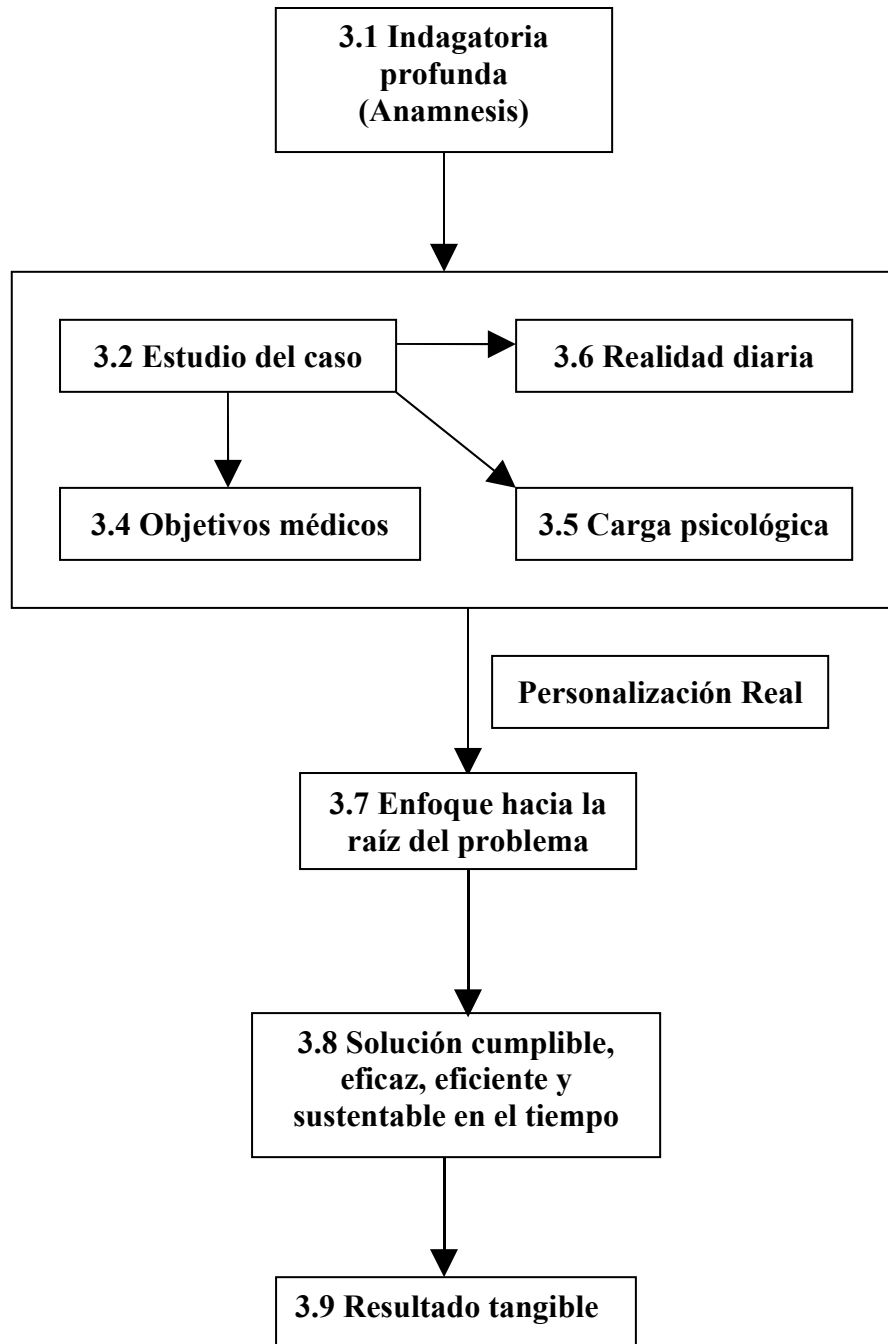 3.1 Indagatoria
profunda
(Anamnesis)
3.2 Estudio del caso
3.6 Realidad diaria
3.4 Objetivos médicos
3.5 Carga psicológica
Personalización Real
3.7 Enfoque hacia la
raíz del problema
3.8 Solución cumplible,
eficaz, eficiente y
sustentable en el tiempo
3.9 Resultado tangible